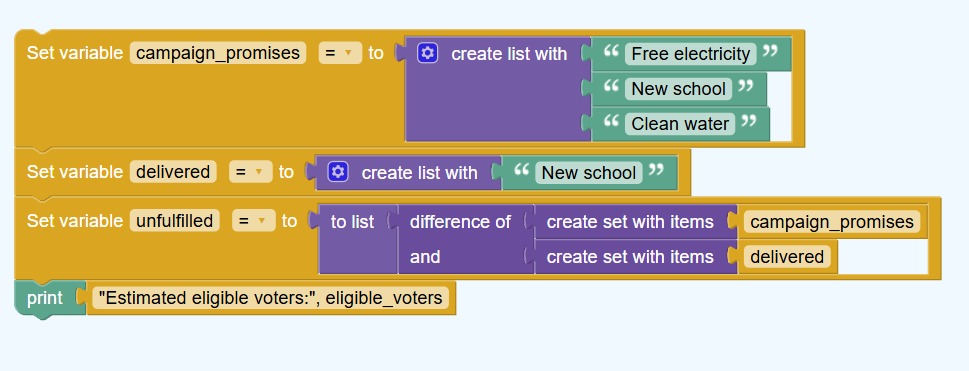 Set variable campaign_promises = to create list with “ Free electricity ”
“ New school ”
“ Clean water ”
Set variable delivered = to create list with “ New school ”
Set variable unfulfilled = to to list difference of create set with items campaign_promises
and create set with items delivered
print "Estimated eligible voters:", eligible_voters